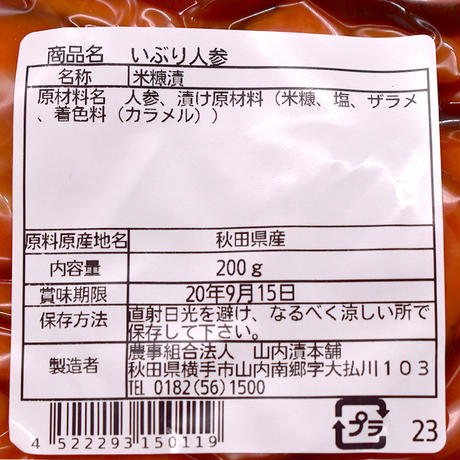 商品名 いぶり人参
名称 米糠漬
原材料名 人参、漬け原材料（米糠、塩、ザラメ
、着色料（カラメル））
原料原産地名 秋田県産
内容量 200g
賞味期限 20年9月15日
保存方法 直射日光を避け、なるべく涼しい所で
保存して下さい。
製造者 農事組合法人 山内漬本舗
秋田県横手市山内南郷字大払川103
TEL 0182(56)1500
4 522293 150119
プラ
23